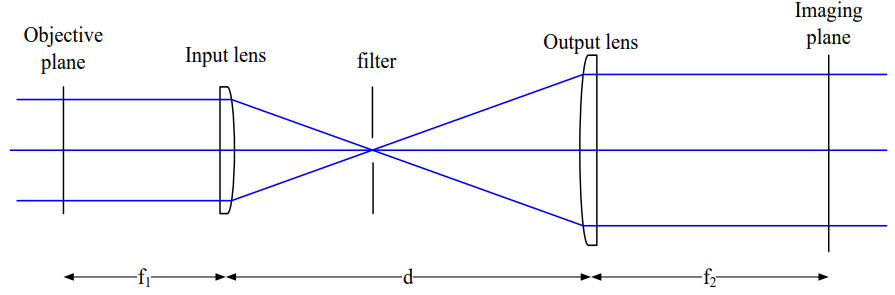 Objective
plane
Input lens
filter
Output lens
Imaging
plane
f1
d
f2